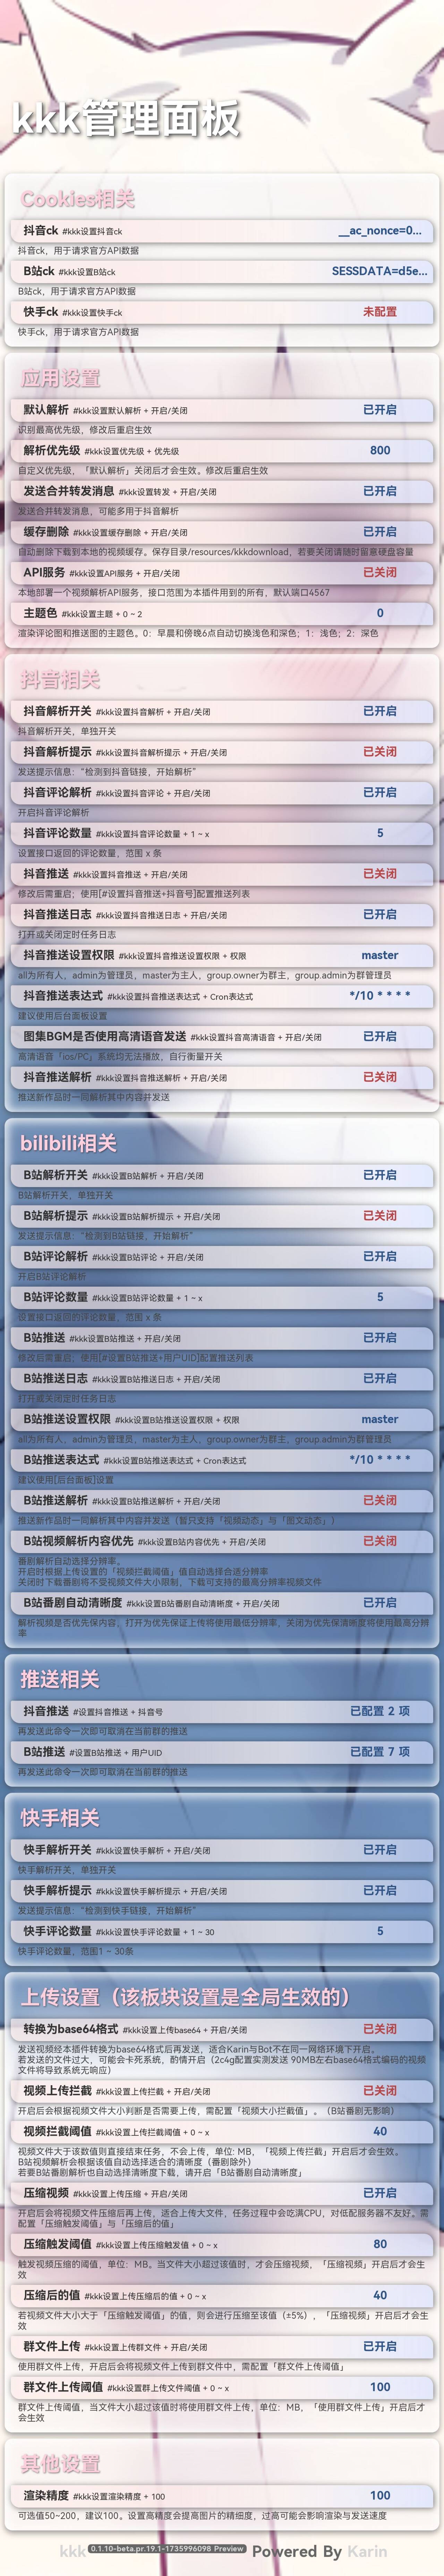 kkk管理面板
Cookies相关
抖音ck #kkk设置抖音ck __ac_nonce=0...
抖音ck，用于请求官方API数据
B站ck #kkk设置B站ck SESSDATA=d5e...
B站ck，用于请求官方API数据
快手ck #kkk设置快手ck 未配置
快手ck，用于请求官方API数据
应用设置
默认解析 #kkk设置默认解析 + 开启/关闭 已开启
识别最高优先级，修改后重启生效
解析优先级 #kkk设置优先级 + 优先级 800
自定义优先级，「默认解析」关闭后才会生效。修改后重启生效
发送合并转发消息 #kkk设置转发 + 开启/关闭 已开启
发送合并转发消息，可能多用于抖音解析
缓存删除 #kkk设置缓存删除 + 开启/关闭 已开启
自动删除下载到本地的视频缓存。保存目录/resources/kkkdownload，若要关闭请随时留意硬盘容量
API服务 #kkk设置API服务 + 开启/关闭 已关闭
本地部署一个视频解析API服务，接口范围为本插件用到的所有，默认端口4567
主题色 #kkk设置主题 + 0 ~ 2 0
渲染评论图和推送图的主题色。0：早晨和傍晚6点自动切换浅色和深色；1：浅色；2：深色
抖音相关
抖音解析开关 #kkk设置抖音解析 + 开启/关闭 已开启
抖音解析开关，单独开关
抖音解析提示 #kkk设置抖音解析提示 + 开启/关闭 已关闭
发送提示信息：“检测到抖音链接，开始解析”
抖音评论解析 #kkk设置抖音评论 + 开启/关闭 已开启
开启抖音评论解析
抖音评论数量 #kkk设置抖音评论数量 + 1 ~ x 5
设置接口返回的评论数量，范围 x 条
抖音推送 #kkk设置抖音推送 + 开启/关闭 已关闭
修改后需重启；使用[#设置抖音推送+抖音号]配置推送列表
抖音推送日志 #kkk设置抖音推送日志 + 开启/关闭 已开启
打开或关闭定时任务日志
抖音推送设置权限 #kkk设置抖音推送设置权限 + 权限 master
all为所有人，admin为管理员，master为主人，group.owner为群主，group.admin为群管理员
抖音推送表达式 #kkk设置抖音推送表达式 + Cron表达式 */10 * * * *
建议使用后台面板设置
图集BGM是否使用高清语音发送 #kkk设置抖音高清语音 + 开启/关闭 已开启
高清语音「ios/PC」系统均无法播放，自行衡量开关
抖音推送解析 #kkk设置抖音推送解析 + 开启/关闭 已关闭
推送新作品时一同解析其中内容并发送
bilibili相关
B站解析开关 #kkk设置B站解析 + 开启/关闭 已开启
B站解析开关，单独开关
B站解析提示 #kkk设置B站解析提示 + 开启/关闭 已关闭
发送提示信息：“检测到B站链接，开始解析”
B站评论解析 #kkk设置B站评论 + 开启/关闭 已开启
开启B站评论解析
B站评论数量 #kkk设置B站评论数量 + 1 ~ x 5
设置接口返回的评论数量，范围 x 条
B站推送 #kkk设置B站推送 + 开启/关闭 已开启
修改后需重启；使用[#设置B站推送+用户UID]配置推送列表
B站推送日志 #kkk设置B站推送日志 + 开启/关闭 已开启
打开或关闭定时任务日志
B站推送设置权限 #kkk设置B站推送设置权限 + 权限 master
all为所有人，admin为管理员，master为主人，group.owner为群主，group.admin为群管理员
B站推送表达式 #kkk设置B站推送表达式 + Cron表达式 */10 * * * *
建议使用[后台面板]设置
B站推送解析 #kkk设置B站推送解析 + 开启/关闭 已关闭
推送新作品时一同解析其中内容并发送（暂只支持「视频动态」与「图文动态」）
B站视频解析内容优先 #kkk设置B站内容优先 + 开启/关闭 已关闭
番剧解析自动选择分辨率。
开启时根据上传设置的「视频拦截阈值」值自动选择合适分辨率
关闭时下载番剧将不受视频文件大小限制，下载可支持的最高分辨率视频文件
B站番剧自动清晰度 #kkk设置B站番剧自动清晰度 + 开启/关闭 已开启
解析视频是否优先保内容，打开为优先保证上传将使用最低分辨率，关闭为优先保清晰度将使用最高分辨
率
推送相关
抖音推送 #设置抖音推送 + 抖音号 已配置 2 项
再发送此命令一次即可取消在当前群的推送
B站推送 #设置B站推送 + 用户UID 已配置 7 项
再发送此命令一次即可取消在当前群的推送
快手相关
快手解析开关 #kkk设置快手解析 + 开启/关闭 已开启
快手解析开关，单独开关
快手解析提示 #kkk设置快手解析提示 + 开启/关闭 已开启
发送提示信息：“检测到快手链接，开始解析”
快手评论数量 #kkk设置快手评论数量 + 1 ~ 30 5
快手评论数量，范围1 ~ 30条
上传设置（该板块设置是全局生效的）
转换为base64格式 #kkk设置上传base64 + 开启/关闭 已关闭
发送视频经本插件转换为base64格式后再发送，适合Karin与Bot不在同一网络环境下开启。
若发送的文件过大，可能会卡死系统，酌情开启（2c4g配置实测发送 90MB左右base64格式编码的视频
文件将导致系统无响应）
视频上传拦截 #kkk设置上传拦截 + 开启/关闭 已关闭
开启后会根据视频文件大小判断是否需要上传，需配置「视频大小拦截值」。（B站番剧无影响）
视频拦截阈值 #kkk设置上传拦截阈值 + 0 ~ x 40
视频文件大于该数值则直接结束任务，不会上传，单位: MB，「视频上传拦截」开启后才会生效。
B站视频解析会根据该值自动选择适合的清晰度（番剧除外）
若要B站番剧解析也自动选择清晰度下载，请开启「B站番剧自动清晰度」
压缩视频 #kkk设置上传压缩 + 开启/关闭 已开启
开启后会将视频文件压缩后再上传，适合上传大文件，任务过程中会吃满CPU，对低配服务器不友好。需
配置「压缩触发阈值」与「压缩后的值」
压缩触发阈值 #kkk设置上传压缩触发值 + 0 ~ x 80
触发视频压缩的阈值，单位：MB。当文件大小超过该值时，才会压缩视频，「压缩视频」开启后才会生
效
压缩后的值 #kkk设置上传压缩后的值 + 0 ~ x 40
若视频文件大小大于「压缩触发阈值」的值，则会进行压缩至该值（±5%），「压缩视频」开启后才会生
效
群文件上传 #kkk设置上传群文件 + 开启/关闭 已开启
使用群文件上传，开启后会将视频文件上传到群文件中，需配置「群文件上传阈值」
群文件上传阈值 #kkk设置群上传文件阈值 + 0 ~ x 100
群文件上传阈值，当文件大小超过该值时将使用群文件上传，单位：MB，「使用群文件上传」开启后才
会生效
其他设置
渲染精度 #kkk设置渲染精度 + 100 100
可选值50~200，建议100。设置高精度会提高图片的精细度，过高可能会影响渲染与发送速度
kkk 0.1.10-beta.pr.19.1-1735996098 Preview Powered By Karin